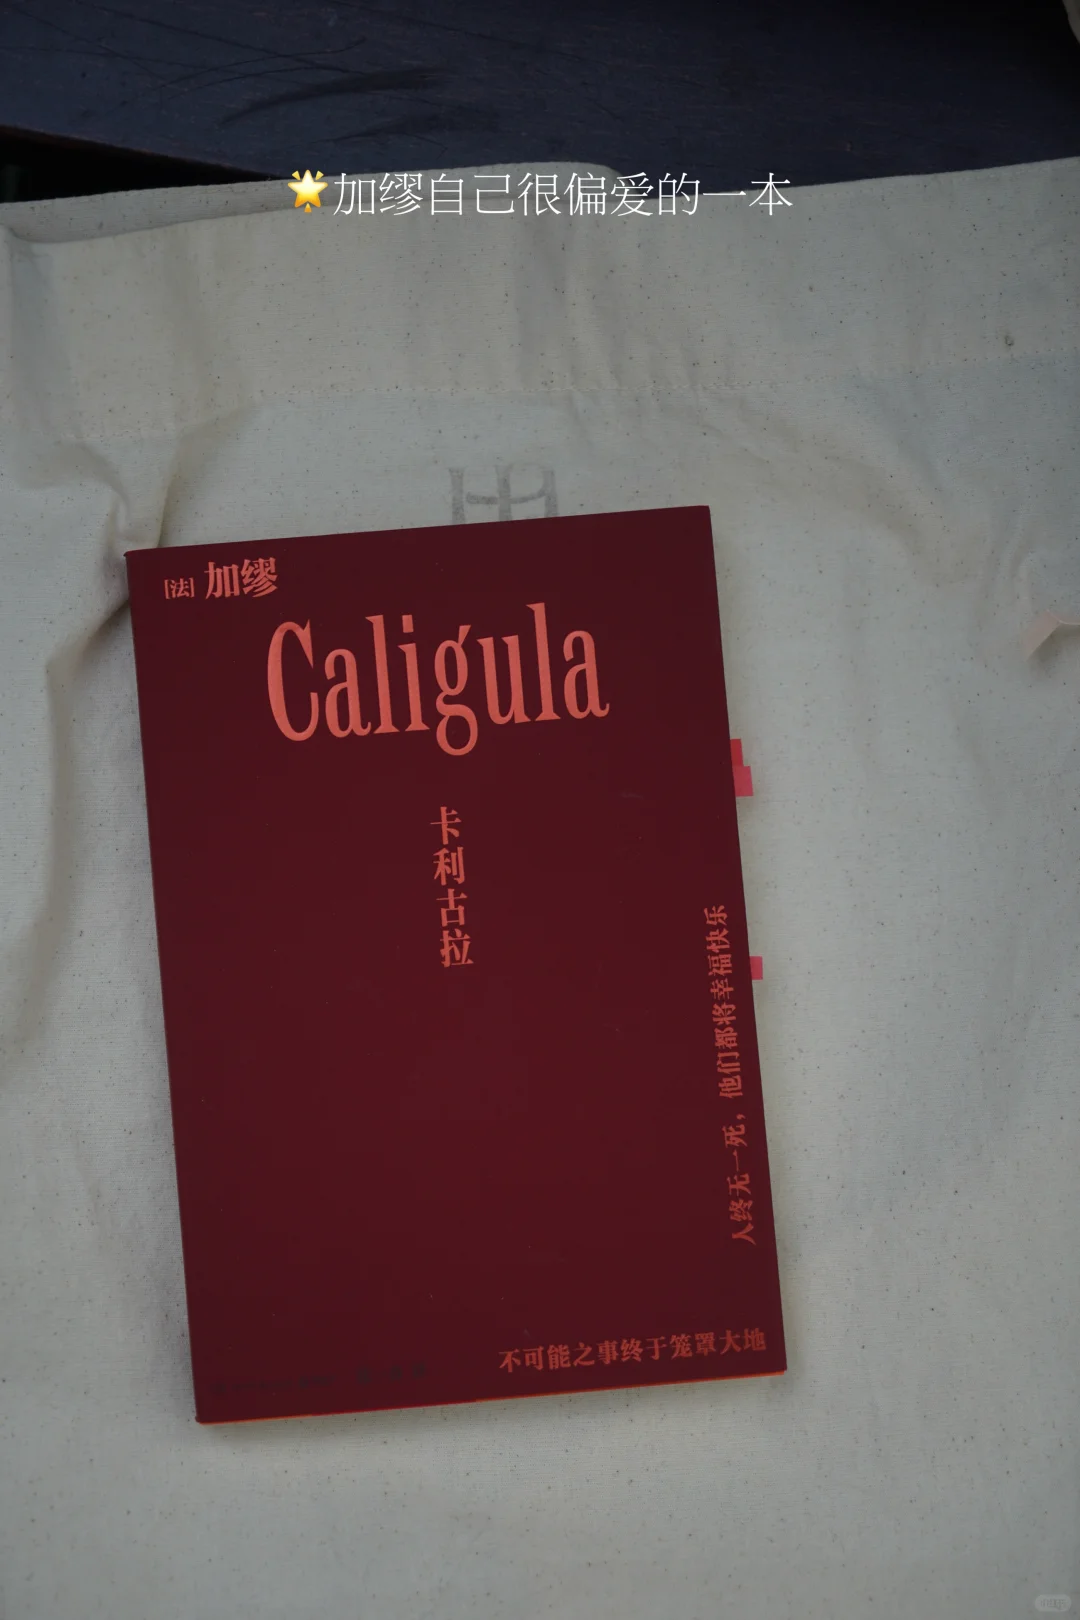 🌟加缪自己很偏爱的一本
[法] 加缪
Caligula
卡利古拉
人终无一死，他们都将幸福快乐
不可能之事终于笼罩大地